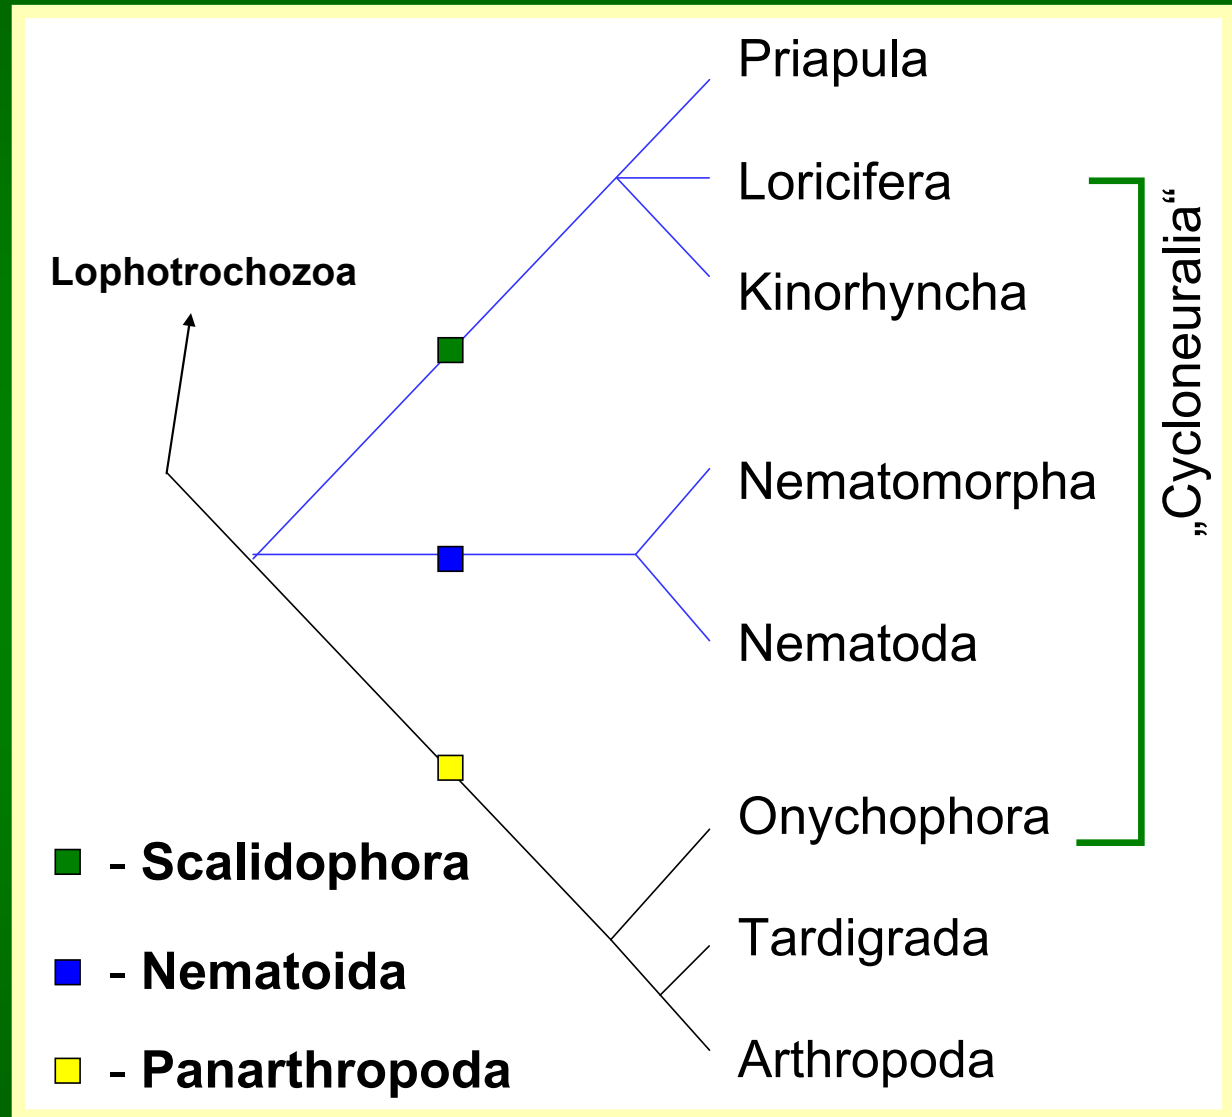 Priapula
Loricifera
Kinorhyncha
Lophotrochozoa
„Cycloneuralia“
Nematomorpha
Nematoda
Onychophora
Tardigrada
Arthropoda
- Scalidophora
- Nematoida
- Panarthropoda